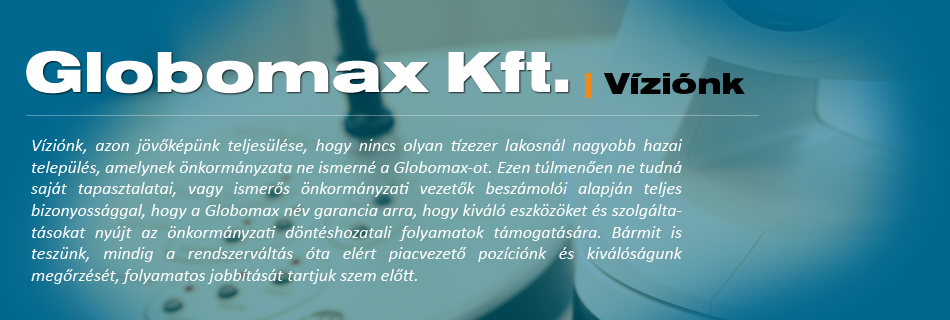 Globomax Kft. | Víziónk
Víziónk, azon jövőképünk teljesülése, hogy nincs olyan tízezer lakosnál nagyobb hazai
település, amelynek önkormányzata ne ismerné a Globomax-ot. Ezen túlmenően ne tudná
saját tapasztalatai, vagy ismerős önkormányzati vezetők beszámolói alapján teljes
bizonyossággal, hogy a Globomax név garancia arra, hogy kiváló eszközöket és szolgálta-
tásokat nyújt az önkormányzati döntéshozatali folyamatok támogatására. Bármit is
teszünk, mindig a rendszerváltás óta elért piacvezető pozíciónk és kiválóságunk
megőrzését, folyamatos jobbítását tartjuk szem előtt.